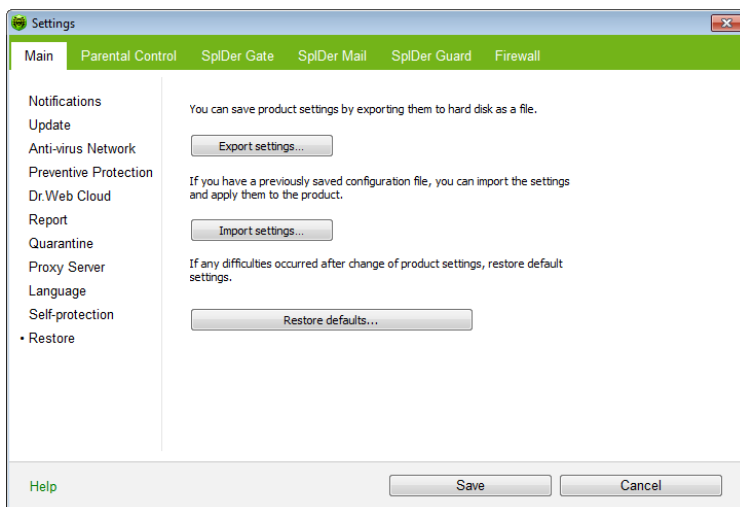 Settings
Main Parental Control SpIDer Gate SpIDer Mail SpIDer Guard Firewall
Notifications
Update
Anti-virus Network
Preventive Protection
Dr.Web Cloud
Report
Quarantine
Proxy Server
Language
Self-protection
• Restore
You can save product settings by exporting them to hard disk as a file.
Export settings...
If you have a previously saved configuration file, you can import the settings
and apply them to the product.
Import settings...
If any difficulties occurred after change of product settings, restore default
settings.
Restore defaults...
Help
Save
Cancel